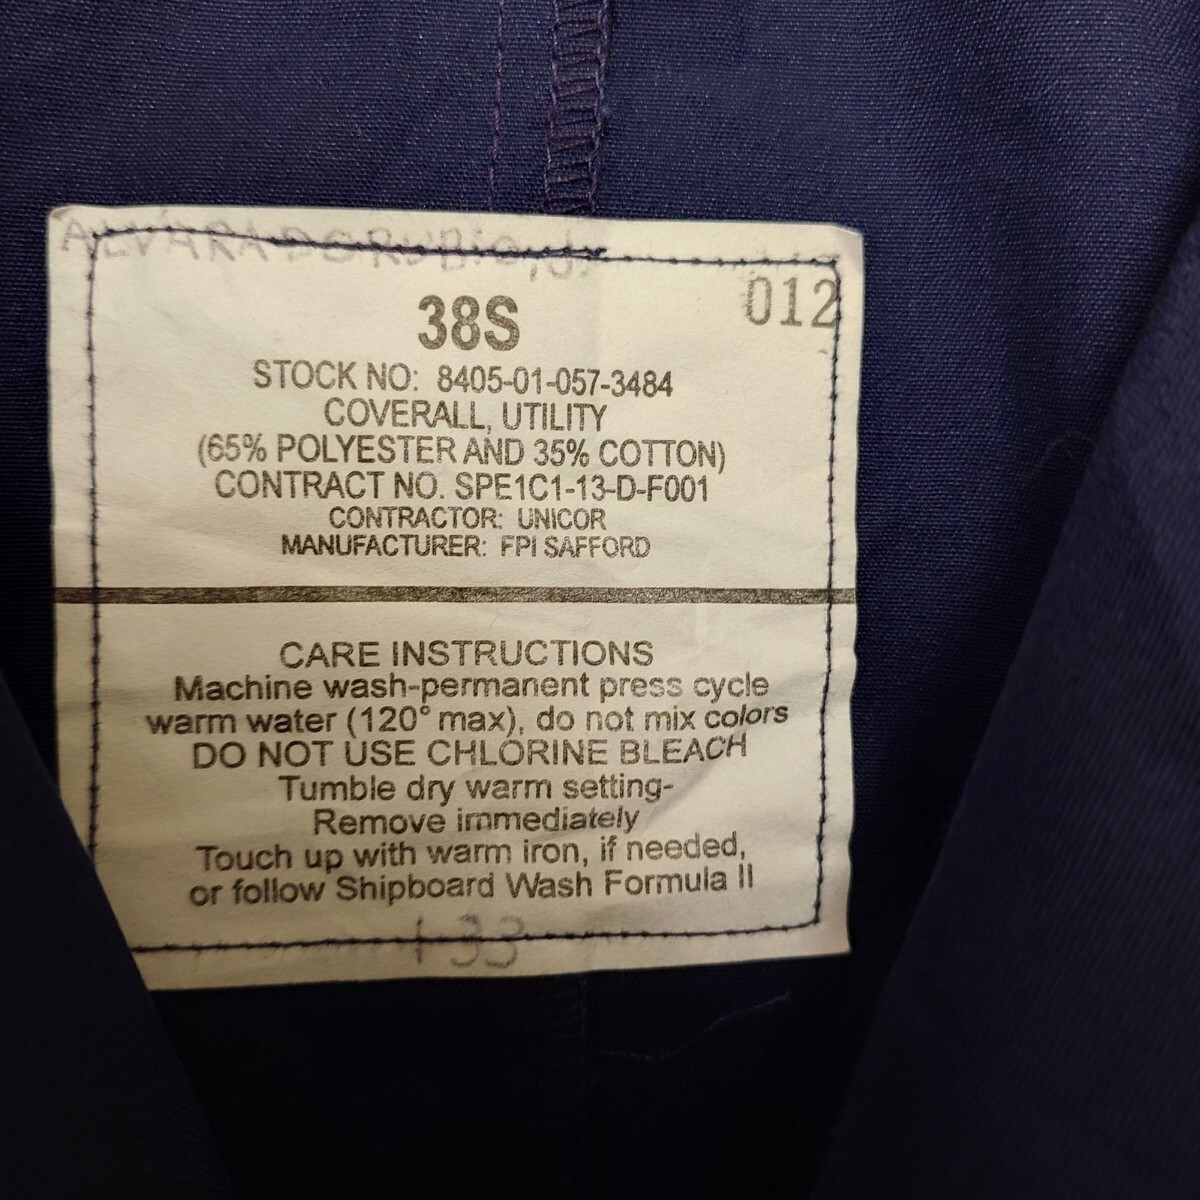 ALVARADORUBIO, J.
012
38S
STOCK NO: 8405-01-057-3484
COVERALL, UTILITY
(65% POLYESTER AND 35% COTTON)
CONTRACT NO. SPE1C1-13-D-F001
CONTRACTOR: UNICOR
MANUFACTURER: FPI SAFFORD
CARE INSTRUCTIONS
Machine wash-permanent press cycle
warm water (120° max), do not mix colors
DO NOT USE CHLORINE BLEACH
Tumble dry warm setting-
Remove immediately
Touch up with warm iron, if needed,
or follow Shipboard Wash Formula II